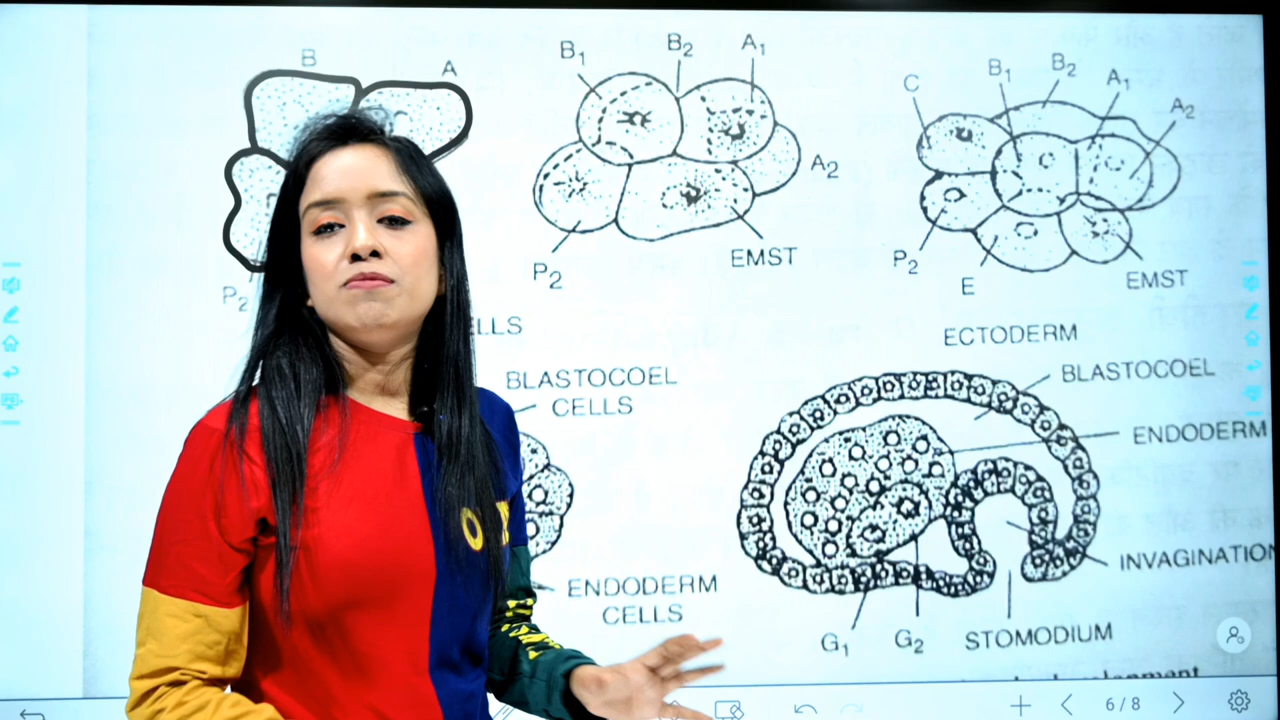 B
A
P2
ELLS
B1
B2
A1
A2
P2
EMST
C
B1
B2
A1
A2
P2
E
EMST
ECTODERM
BLASTOCOEL
CELLS
ENDODERM
CELLS
BLASTOCOEL
ENDODERM
INVAGINATION
G1
G2
STOMODIUM
6/8